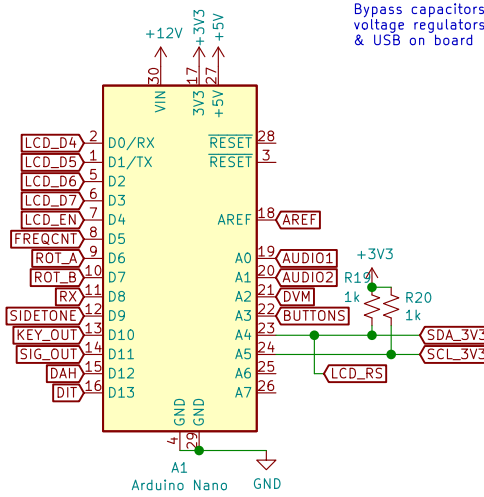 Bypass capacitors
voltage regulators
& USB on board
+12V
+3V3
+5V
30
17
27
VIN
3V3
+5V
LCD_D4 2 D0/RX RESET 28
LCD_D5 1 D1/TX RESET 3
LCD_D6 5 D2
LCD_D7 6 D3
LCD_EN 7 D4 AREF 18 AREF
FREQCNT 8 D5
ROT_A 9 D6 A0 19 AUDIO1
ROT_B 10 D7 A1 20 AUDIO2
RX 11 D8 A2 21 DVM
SIDETONE 12 D9 A3 22 BUTTONS
KEY_OUT 13 D10 A4 23 SDA_3V3
SIG_OUT 14 D11 A5 24 SCL_3V3
DAH 15 D12 A6 25 LCD_RS
DIT 16 D13 A7 26
+3V3
R19
1k
R20
1k
GND
GND
4
29
A1
Arduino Nano
GND